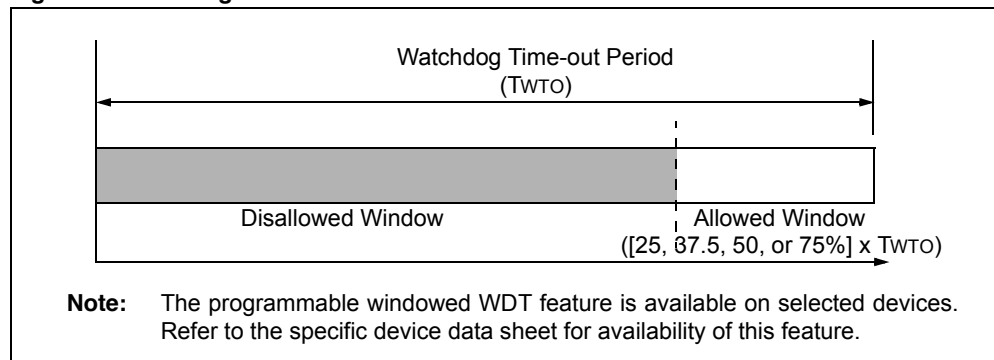 Watchdog Time-out Period
(TWTO)
Disallowed Window
Allowed Window
([25, 37.5, 50, or 75%] x TWTO)
Note: The programmable windowed WDT feature is available on selected devices.
Refer to the specific device data sheet for availability of this feature.